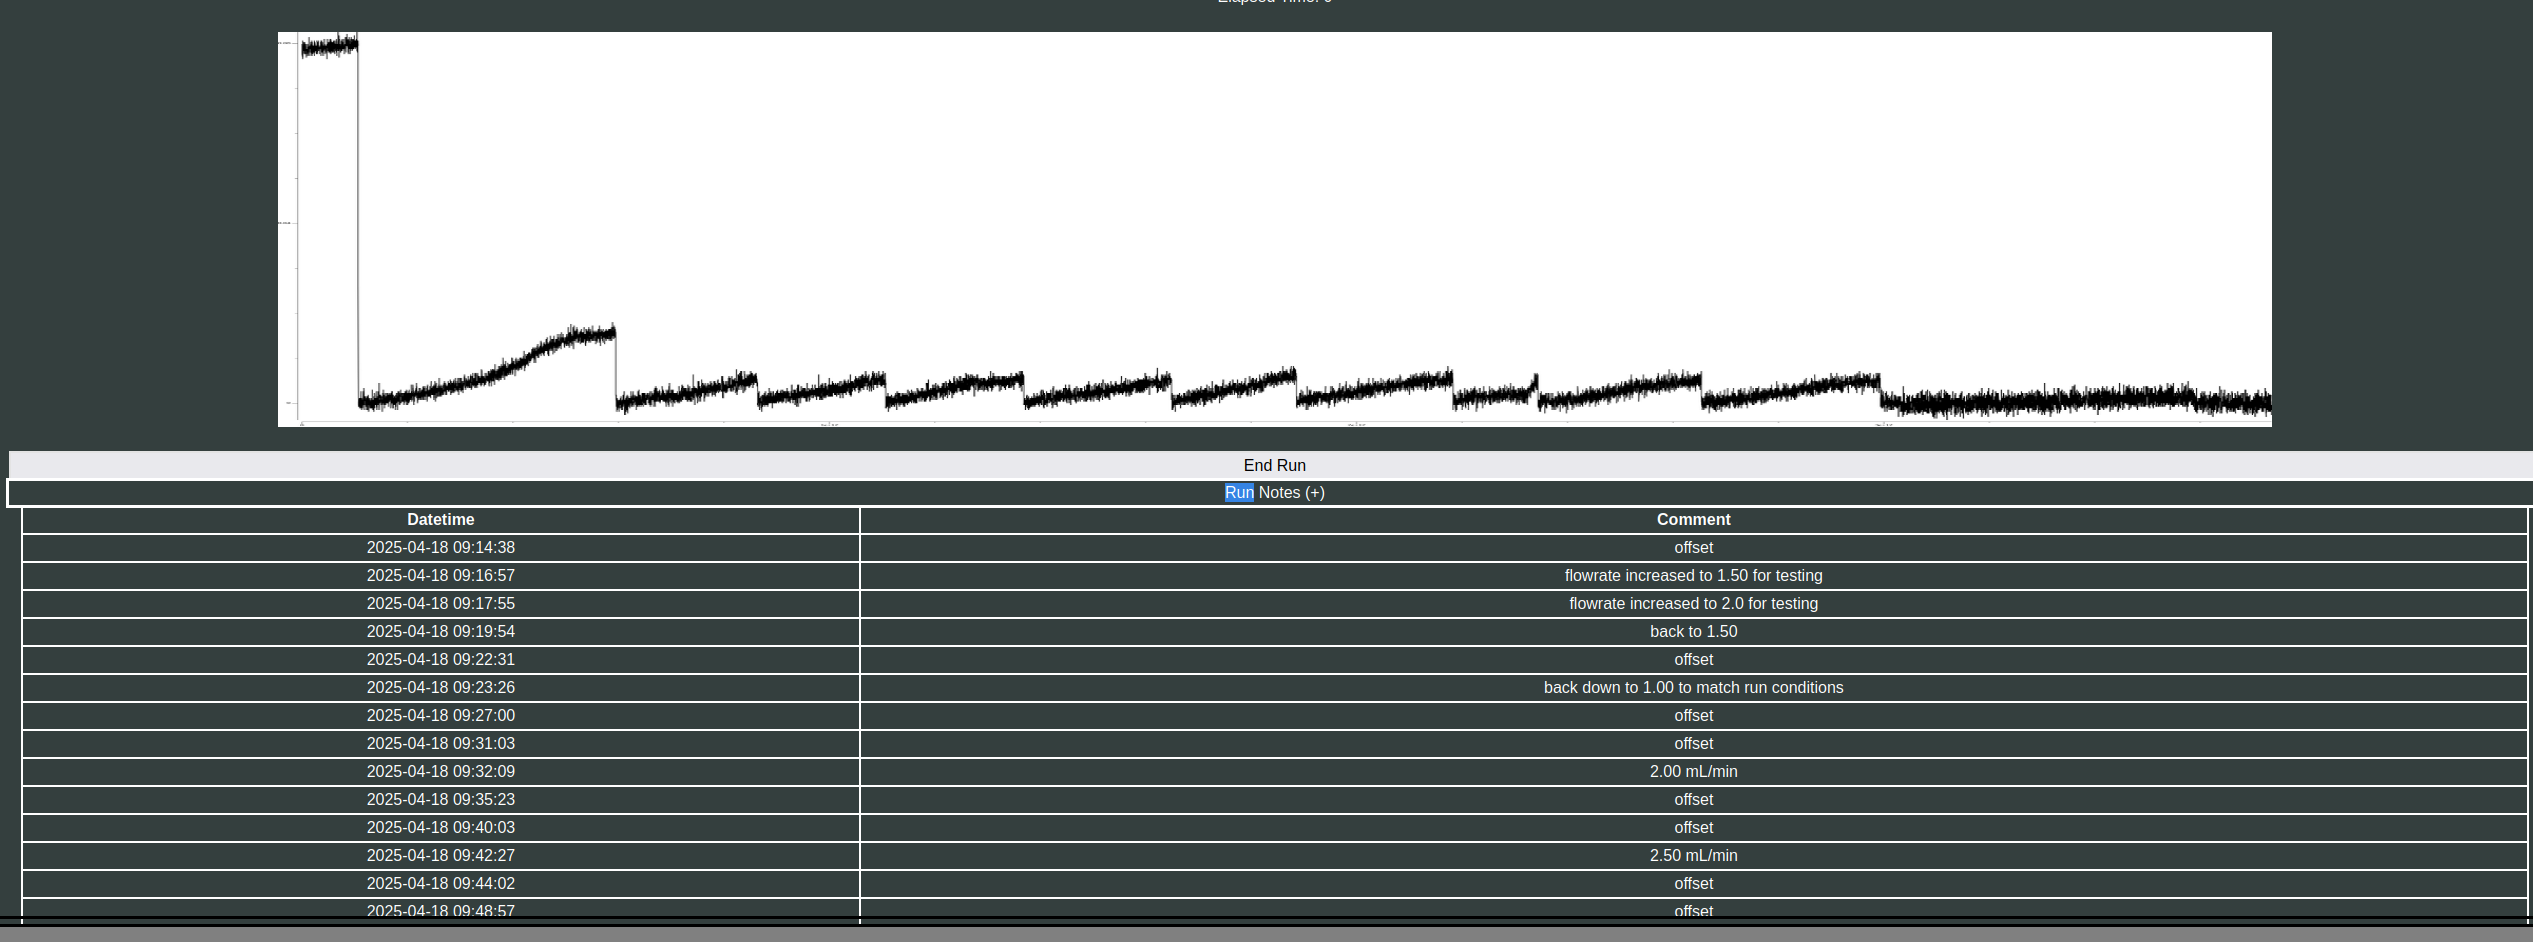 End Run
Run Notes (+)
Datetime Comment
2025-04-18 09:14:38 offset
2025-04-18 09:16:57 flowrate increased to 1.50 for testing
2025-04-18 09:17:55 flowrate increased to 2.0 for testing
2025-04-18 09:19:54 back to 1.50
2025-04-18 09:22:31 offset
2025-04-18 09:23:26 back down to 1.00 to match run conditions
2025-04-18 09:27:00 offset
2025-04-18 09:31:03 offset
2025-04-18 09:32:09 2.00 mL/min
2025-04-18 09:35:23 offset
2025-04-18 09:40:03 offset
2025-04-18 09:42:27 2.50 mL/min
2025-04-18 09:44:02 offset
2025-04-18 09:48:57 offset